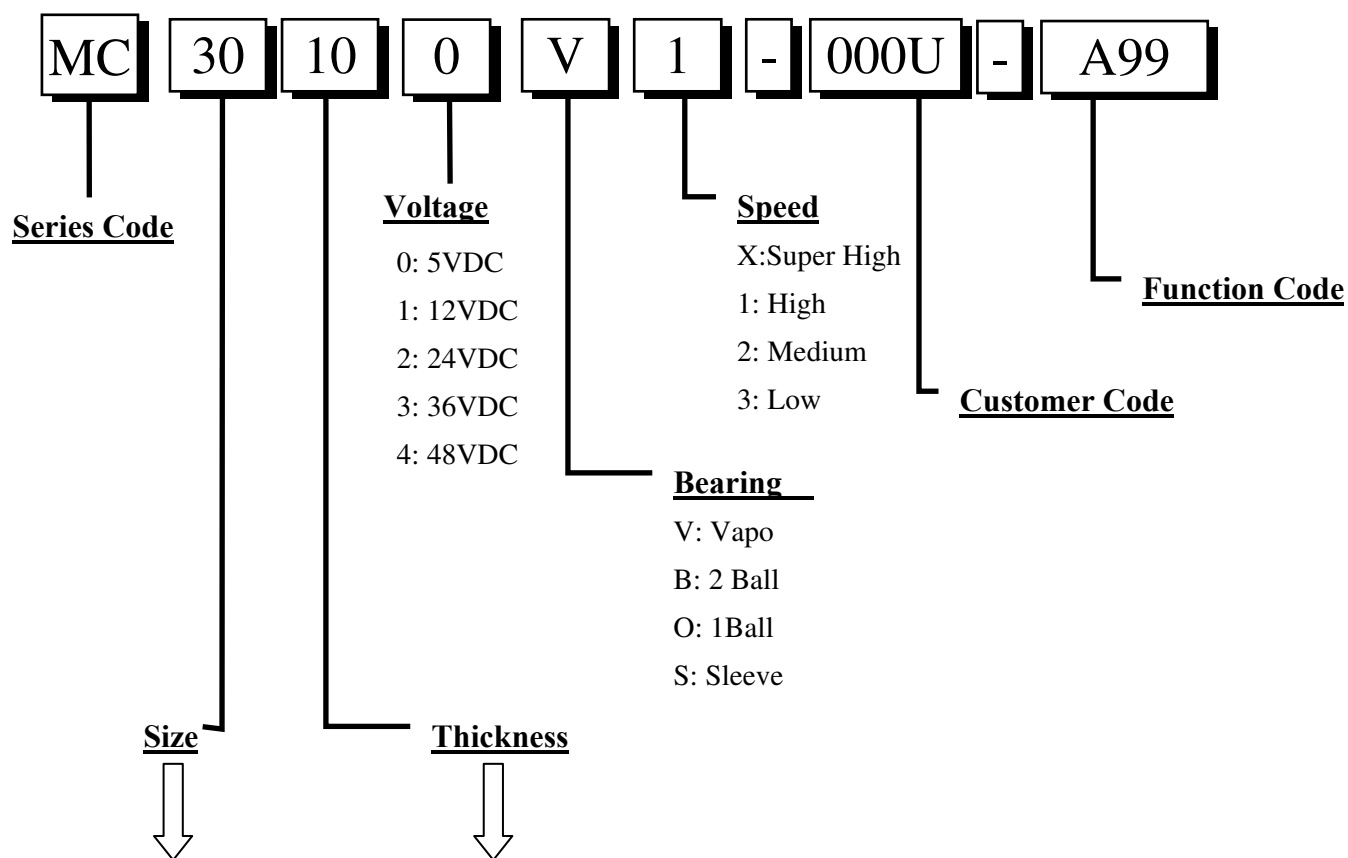 MC 30 10 0 V 1 - 000U - A99
Series Code
Voltage
0: 5VDC
1: 12VDC
2: 24VDC
3: 36VDC
4: 48VDC
Speed
X:Super High
1: High
2: Medium
3: Low
Function Code
Customer Code
Bearing
V: Vapo
B: 2 Ball
O: 1Ball
S: Sleeve
Size
Thickness